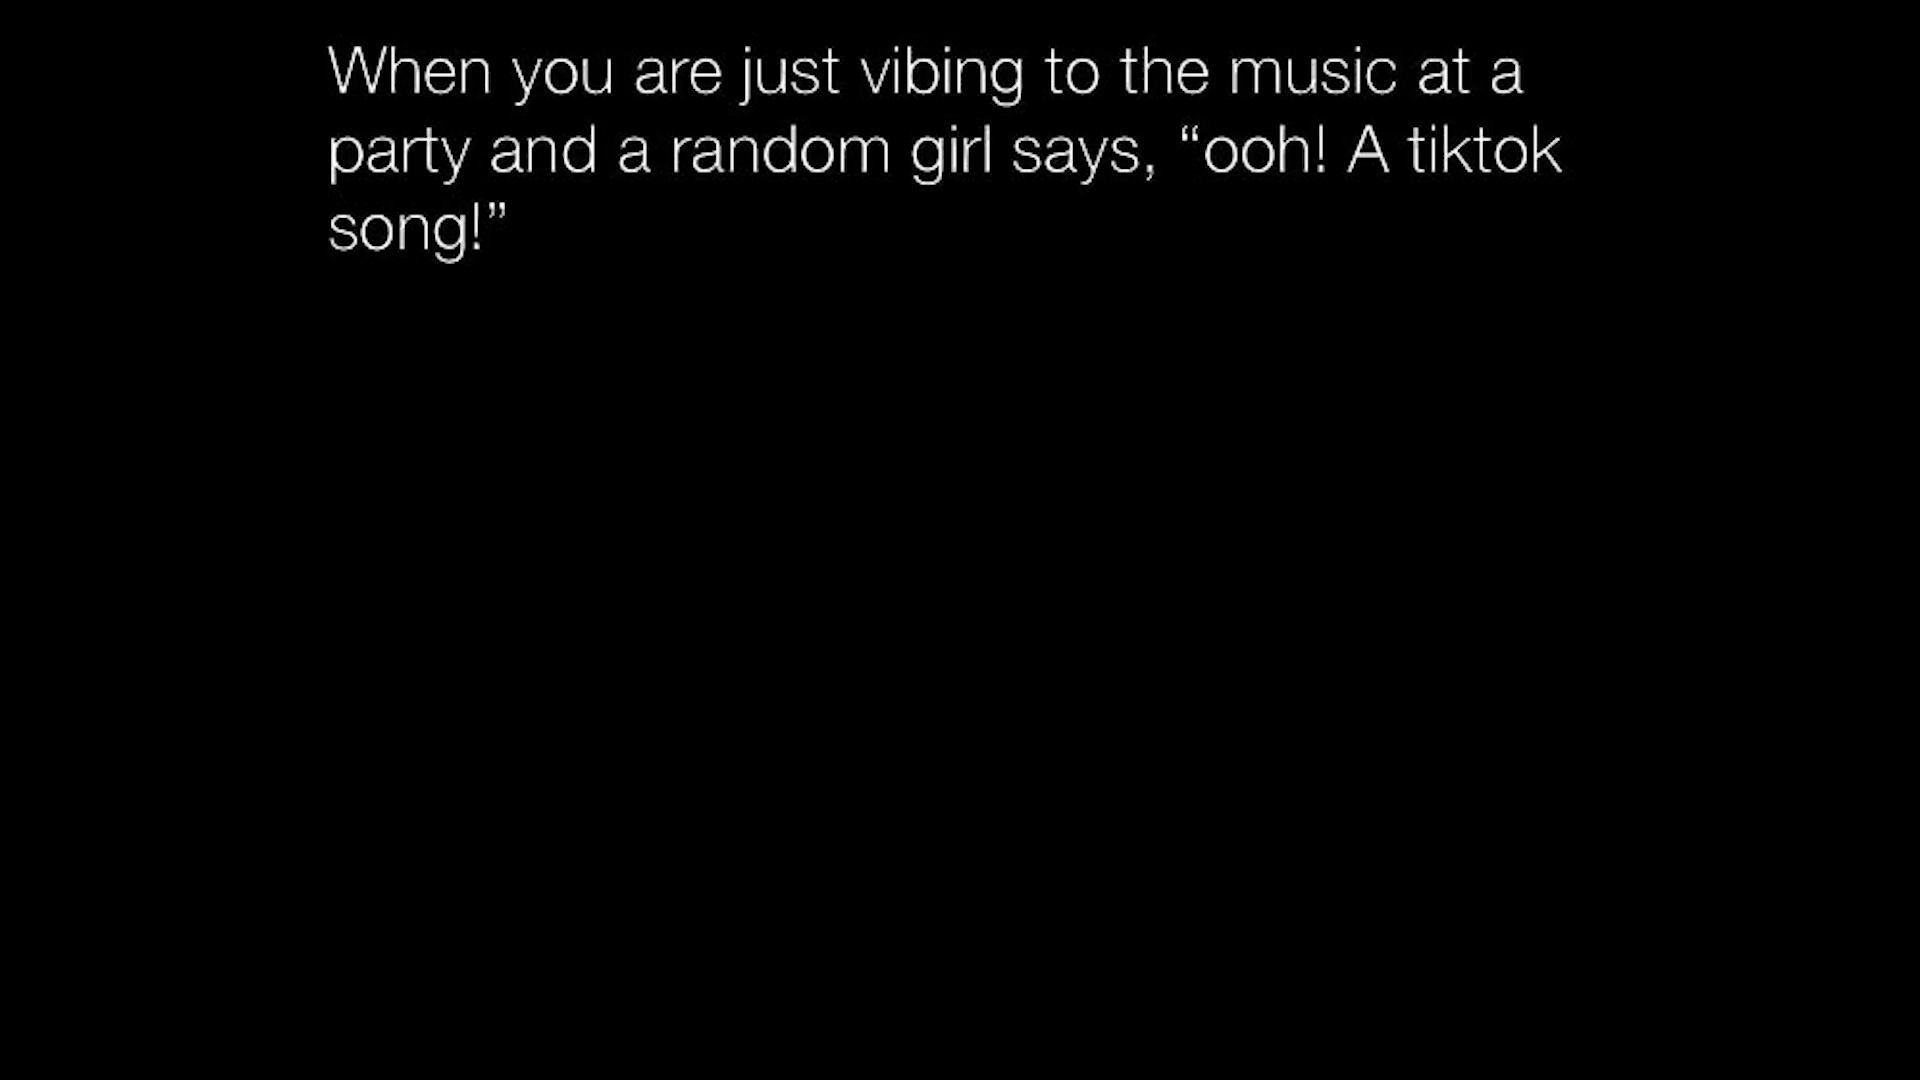 When you are just vibing to the music at a
party and a random girl says, “ooh! A tiktok
song!”